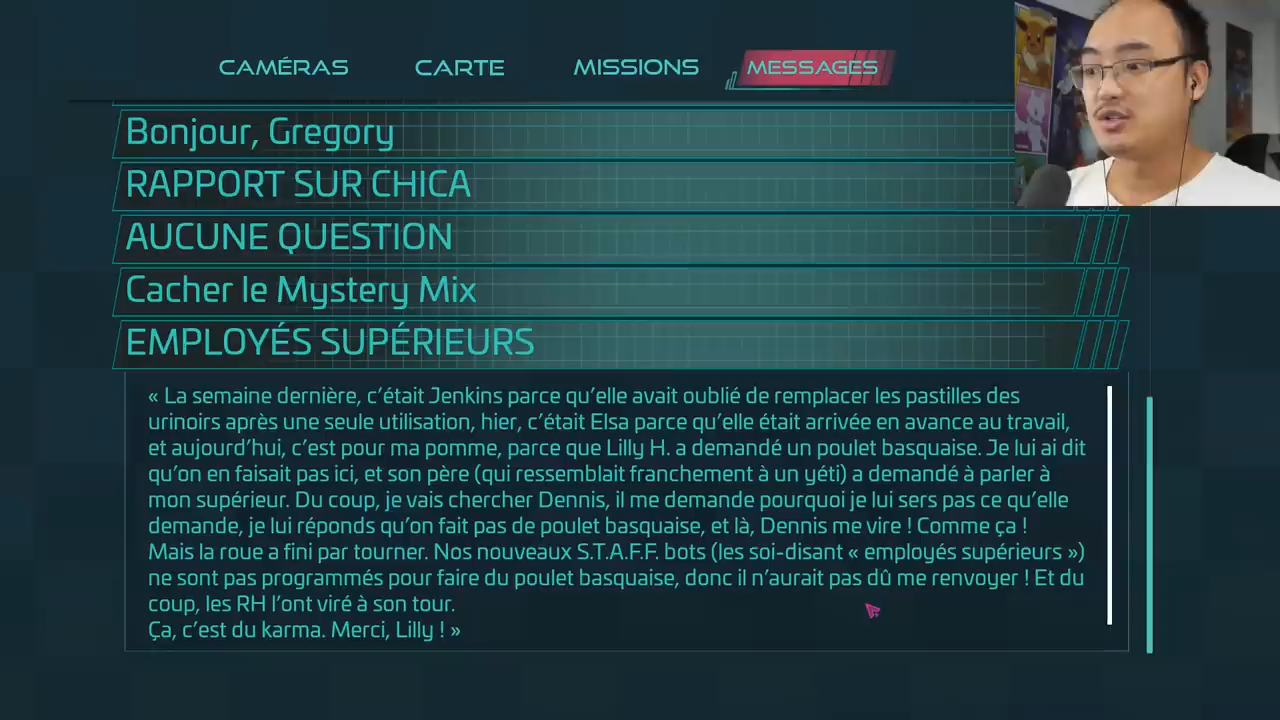 CAMÉRAS
CARTE
MISSIONS
MESSAGES
Bonjour, Gregory
RAPPORT SUR CHICA
AUCUNE QUESTION
Cacher le Mystery Mix
EMPLOYÉS SUPÉRIEURS
« La semaine dernière, c’était Jenkins parce qu’elle avait oublié de remplacer les pastilles des
urinoirs après une seule utilisation, hier, c’était Elsa parce qu’elle était arrivée en avance au travail,
et aujourd’hui, c’est pour ma pomme, parce que Lilly H. a demandé un poulet basquaise. Je lui ai dit
qu’on en faisait pas ici, et son père (qui ressemblait franchement à un yéti) a demandé à parler à
mon supérieur. Du coup, je vais chercher Dennis, il me demande pourquoi je lui sers pas ce qu’elle
demande, je lui réponds qu’on fait pas de poulet basquaise, et là, Dennis me vire ! Comme ça !
Mais la roue a fini par tourner. Nos nouveaux S.T.A.F.F. bots (les soi-disant « employés supérieurs »)
ne sont pas programmés pour faire du poulet basquaise, donc il n’aurait pas dû me renvoyer ! Et du
coup, les RH l’ont viré à son tour.
Ça, c’est du karma. Merci, Lilly ! »